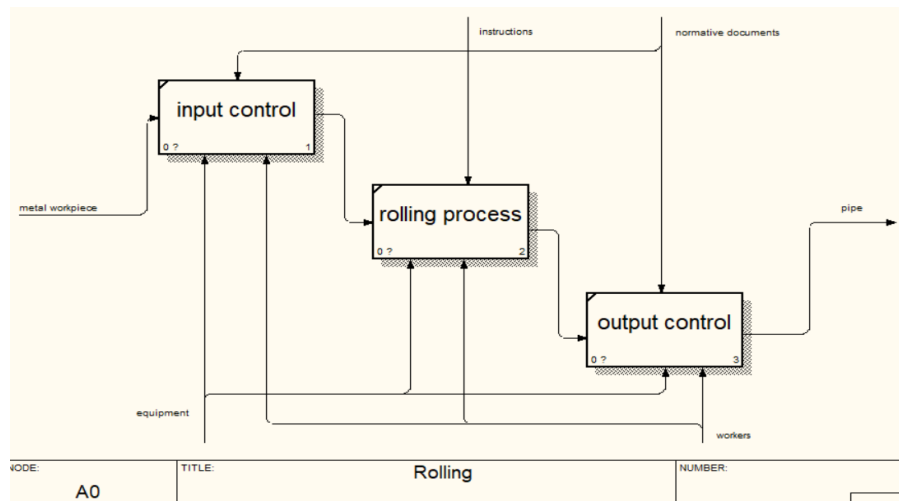 instructions
normative documents
input control
0 ?
1
metal workpiece
rolling process
0 ?
2
pipe
output control
0 ?
3
equipment
workers
NODE:
A0
TITLE:
Rolling
NUMBER: